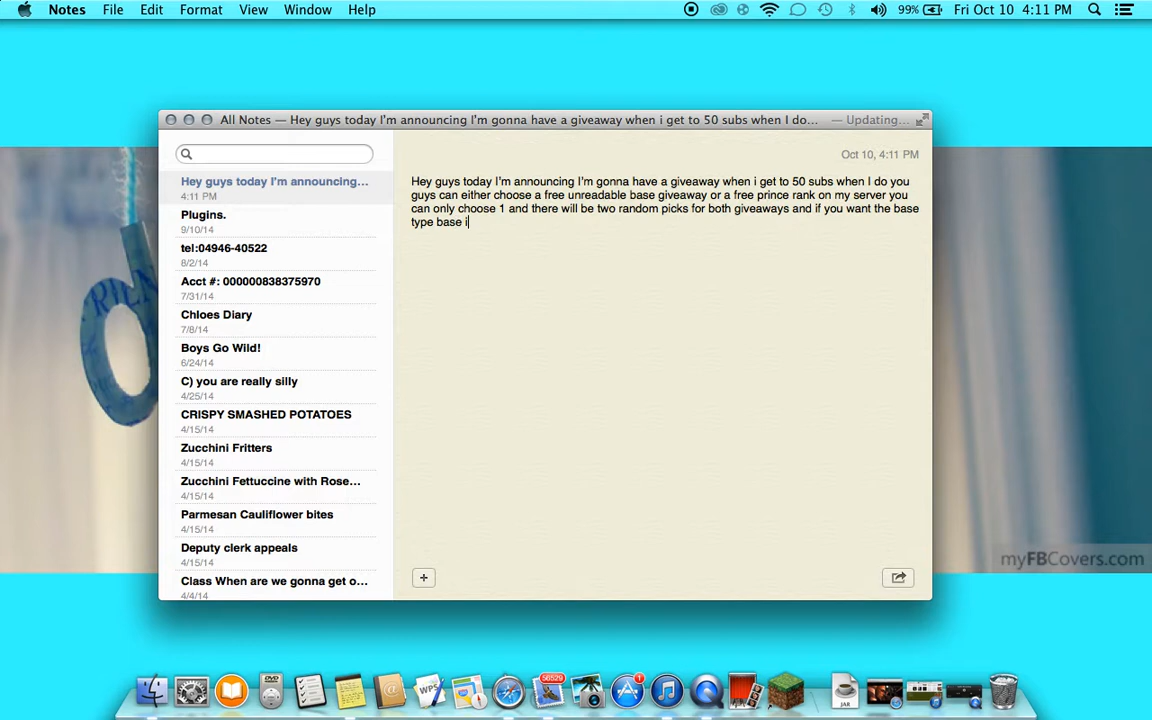 Notes File Edit Format View Window Help
99% Fri Oct 10 4:11 PM
All Notes — Hey guys today I'm announcing I'm gonna have a giveaway when i get to 50 subs when I do... — Updating...
Oct 10, 4:11 PM
Hey guys today I'm announcing...
4:11 PM
Plugins.
9/10/14
tel:04946-40522
8/2/14
Acct #: 000000838375970
7/31/14
Chloes Diary
7/8/14
Boys Go Wild!
6/24/14
C) you are really silly
4/25/14
CRISPY SMASHED POTATOES
4/15/14
Zucchini Fritters
4/15/14
Zucchini Fettuccine with Rose...
4/15/14
Parmesan Cauliflower bites
4/15/14
Deputy clerk appeals
4/15/14
Class When are we gonna get o...
4/4/14
Hey guys today I'm announcing I'm gonna have a giveaway when i get to 50 subs when I do you
guys can either choose a free unreadable base giveaway or a free prince rank on my server you
can only choose 1 and there will be two random picks for both giveaways and if you want the base
type base i
RIEN
myFBCovers.com
DVD
WPS
56529
1
JAR